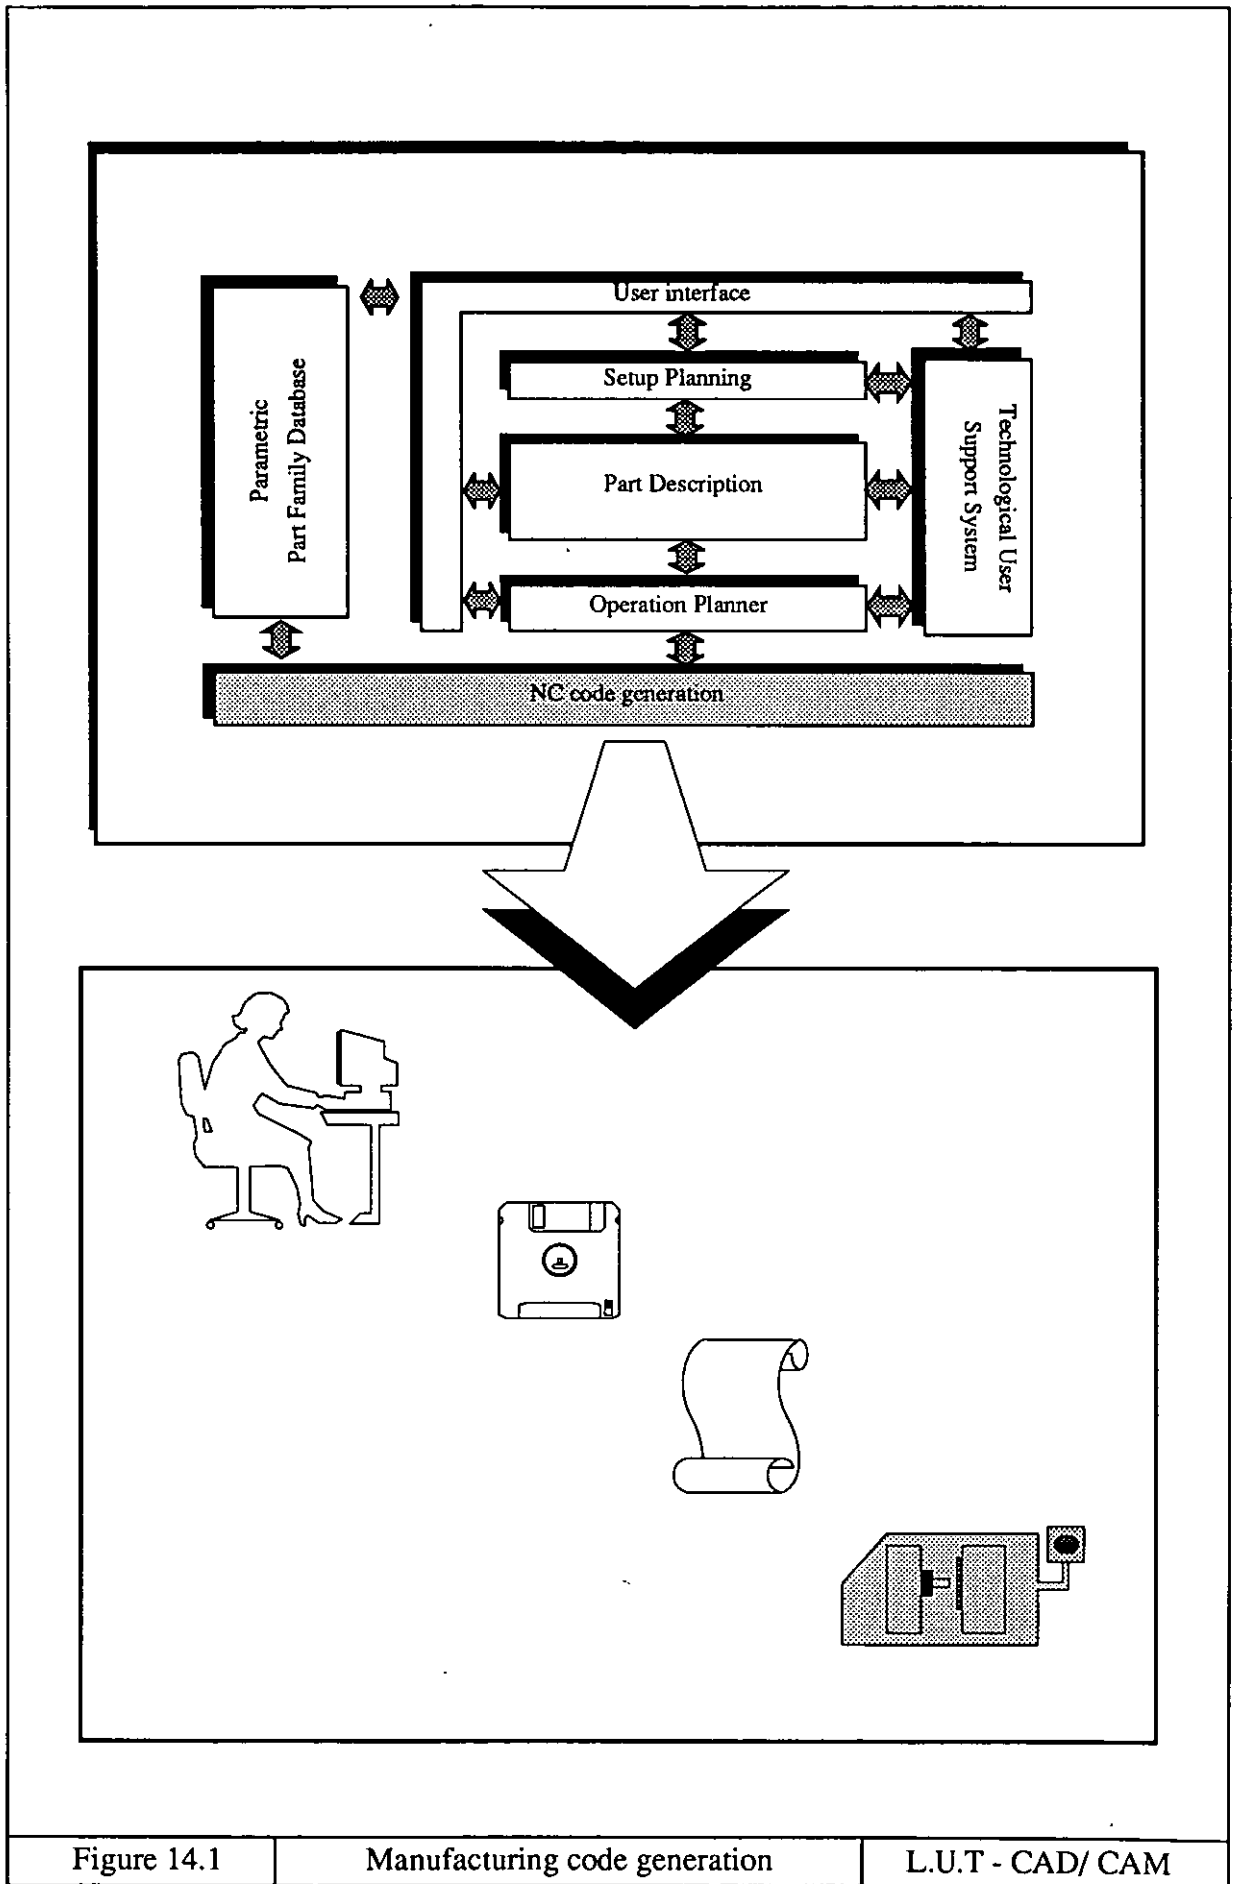 User interface
Setup Planning
Parametric
Part Family Database
Part Description
Technological User
Support System
Operation Planner
NC code generation
Figure 14.1
Manufacturing code generation
L.U.T - CAD/ CAM